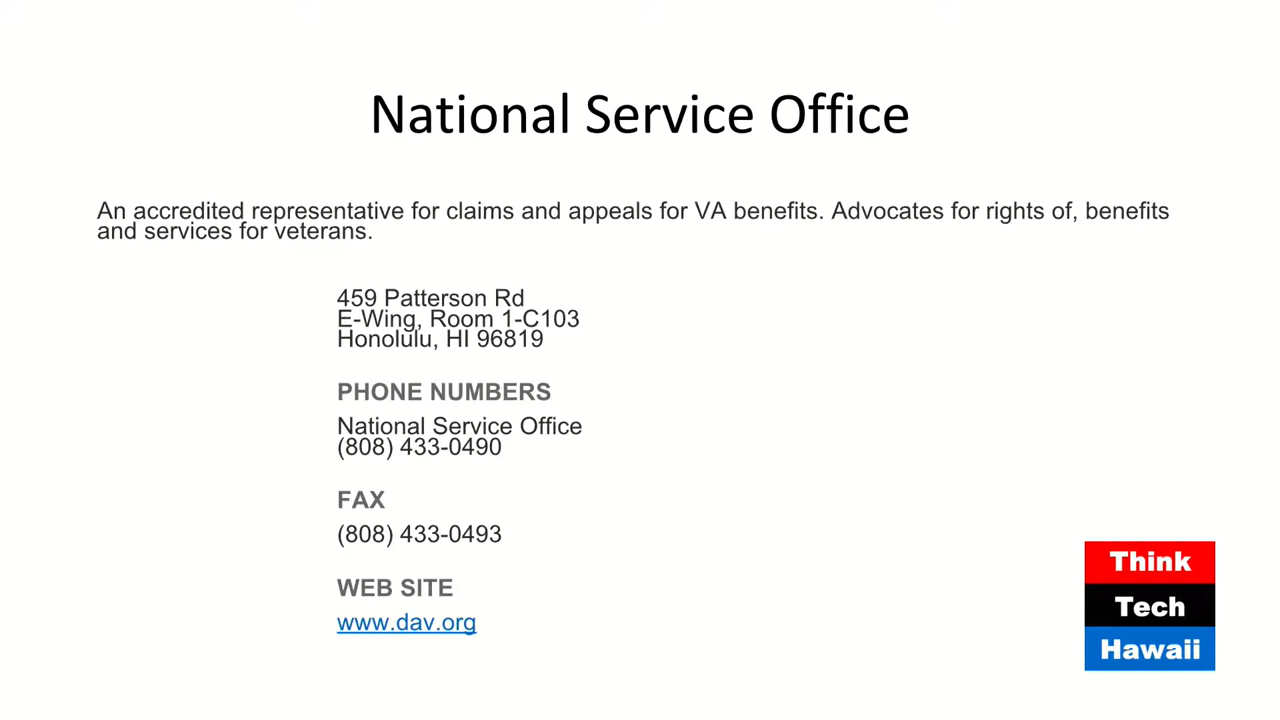 National Service Office
An accredited representative for claims and appeals for VA benefits. Advocates for rights of, benefits
and services for veterans.
459 Patterson Rd
E-Wing, Room 1-C103
Honolulu, HI 96819
PHONE NUMBERS
National Service Office
(808) 433-0490
FAX
(808) 433-0493
WEB SITE
www.dav.org
Think
Tech
Hawaii